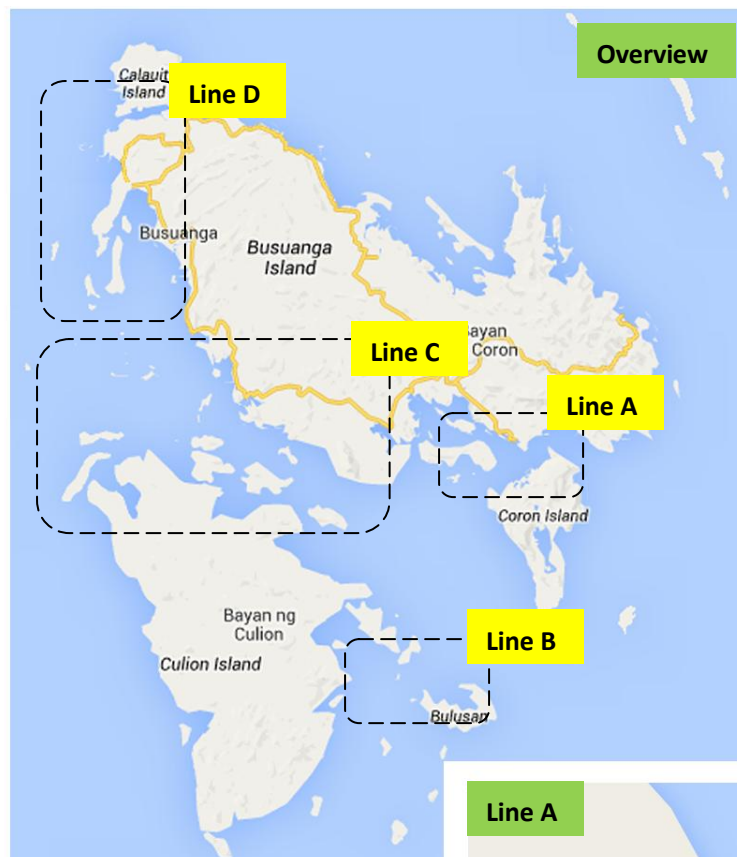 Overview
Calauit
Island
Line D
Busuanga
Busuanga
Island
Line C
Bayan
Coron
Line A
Coron Island
Bayan ng
Culion
Culion Island
Line B
Bulusan
Line A